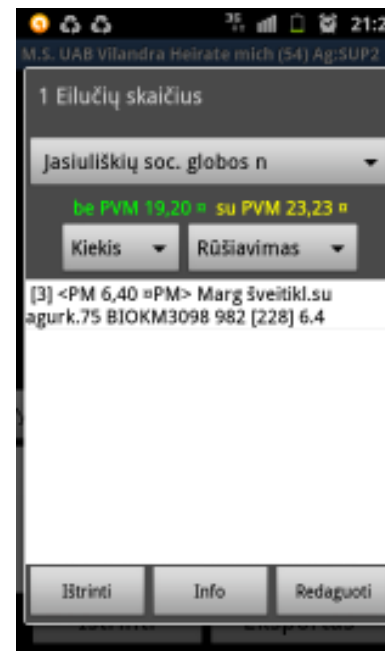 21:2
M.S. UAB Vilandra Heirate mich (54) Ag:SUP2
1 Eilučių skaičius
Jasiuliškių soc. globos n
be PVM 19,20 ¤ su PVM 23,23 ¤
Kiekis Rūšiavimas
[3] <PM 6,40 ¤PM> Marg šveitikl.su
agurk.75 BIOKM3098 982 [228] 6.4
Ištrinti Info Redaguoti